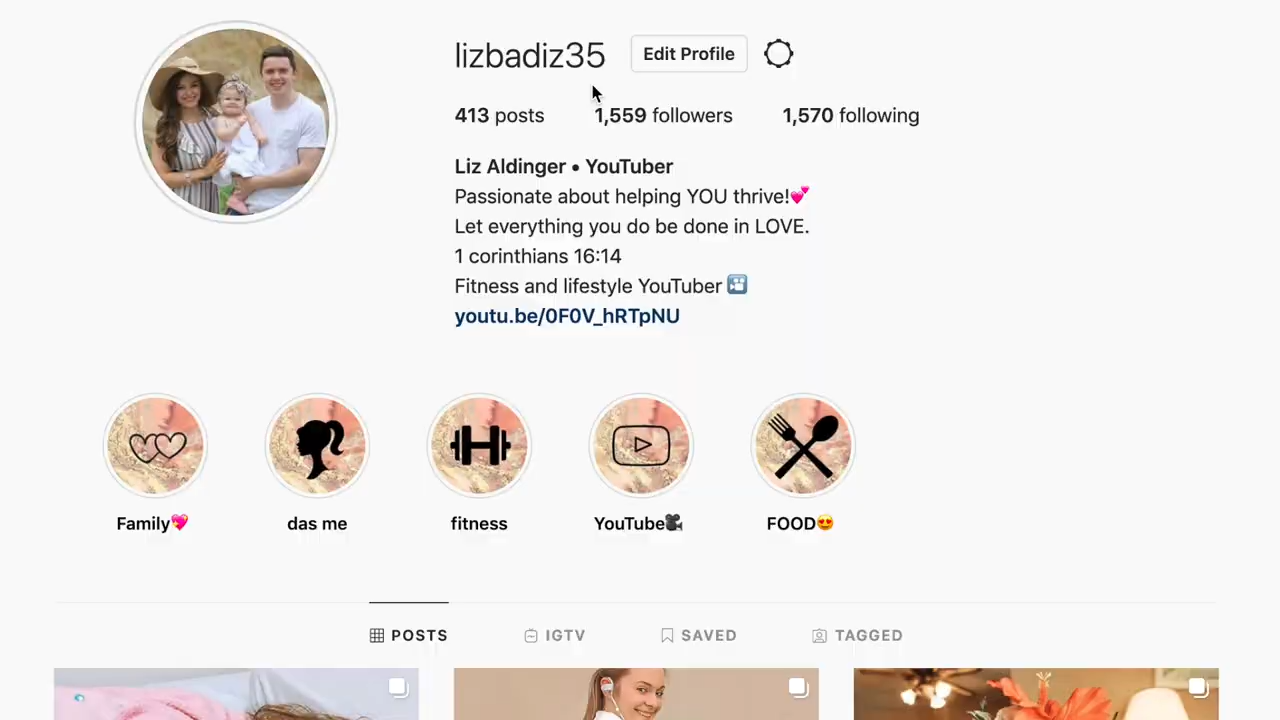 lizbadiz35 Edit Profile
413 posts 1,559 followers 1,570 following
Liz Aldinger • YouTuber
Passionate about helping YOU thrive!💕
Let everything you do be done in LOVE.
1 corinthians 16:14
Fitness and lifestyle YouTuber 🎦
youtu.be/0F0V_hRTpNU
Family💖 das me fitness YouTube🎥 FOOD😍
POSTS IGTV SAVED TAGGED